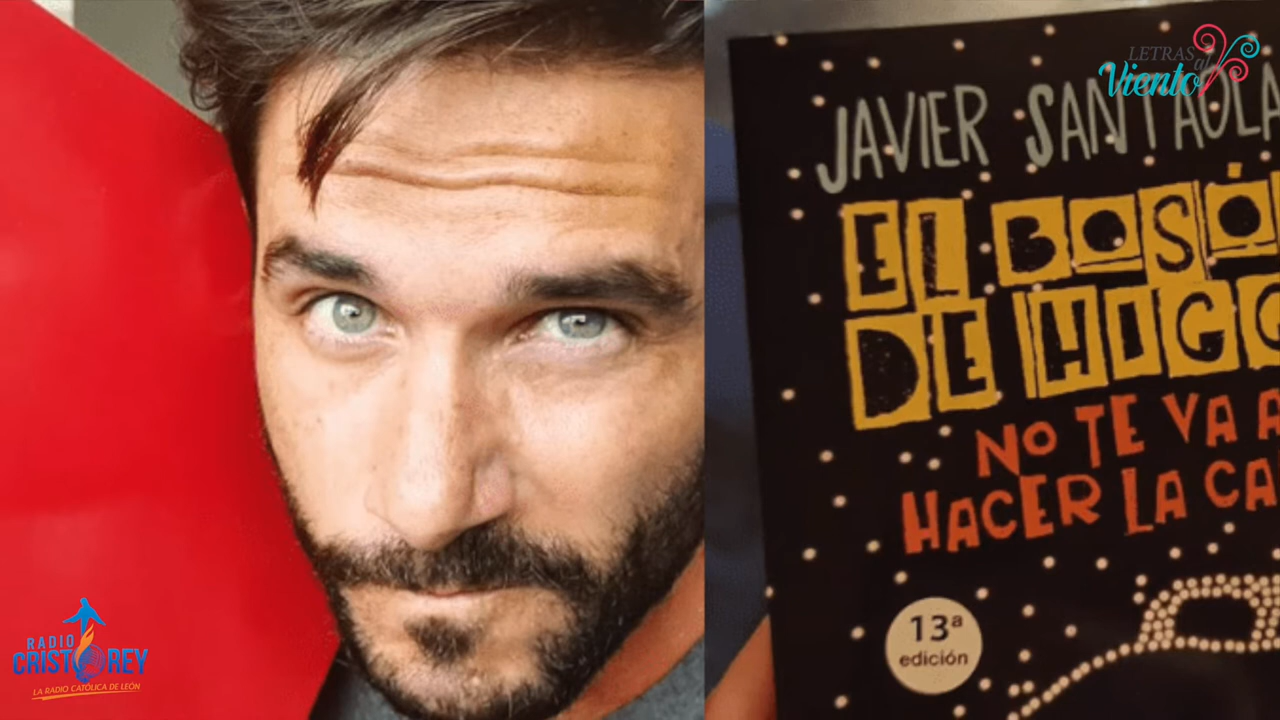 LETRAS
al
Viento
JAVIER SANTAOLA
EL BOSÓ
DE HIGG
NO TE VA A
HACER LA CA
13ª
edición
RADIO
CRISTO REY
LA RADIO CATÓLICA DE LEÓN